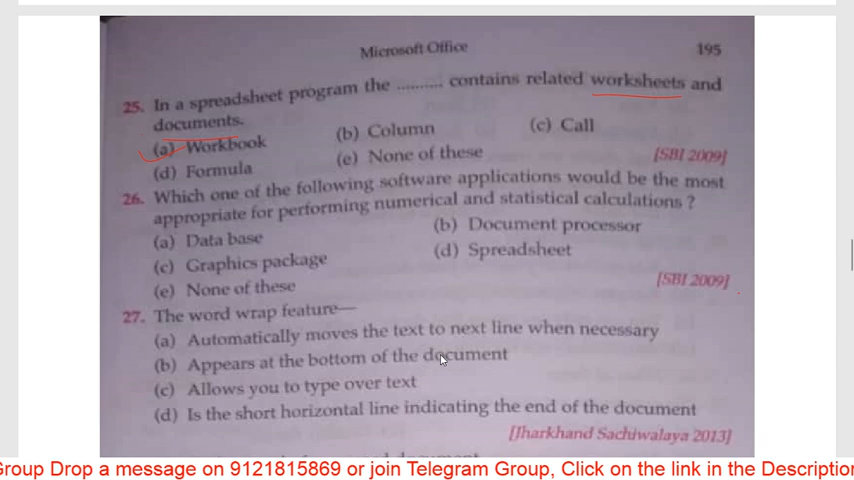 Microsoft Office 195
25. In a spreadsheet program the .......... contains related worksheets and
documents.
(a) Workbook (b) Column (c) Call
(d) Formula (e) None of these [SBI 2009]
26. Which one of the following software applications would be the most
appropriate for performing numerical and statistical calculations ?
(a) Data base (b) Document processor
(c) Graphics package (d) Spreadsheet
(e) None of these [SBI 2009]
27. The word wrap feature—
(a) Automatically moves the text to next line when necessary
(b) Appears at the bottom of the document
(c) Allows you to type over text
(d) Is the short horizontal line indicating the end of the document
[Jharkhand Sachiwalaya 2013]
Group Drop a message on 9121815869 or join Telegram Group, Click on the link in the Description